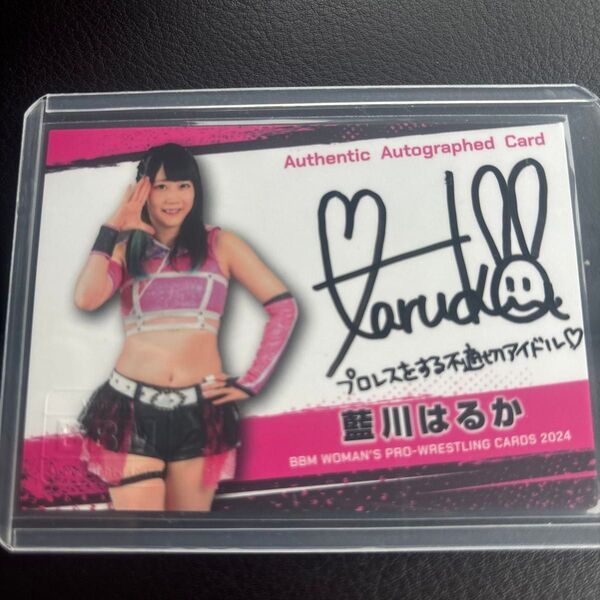 Authentic Autographed Card
Haruka
プロレスをする不適切アイドル♡
藍川はるか
BBM WOMAN'S PRO-WRESTLING CARDS 2024
BBM